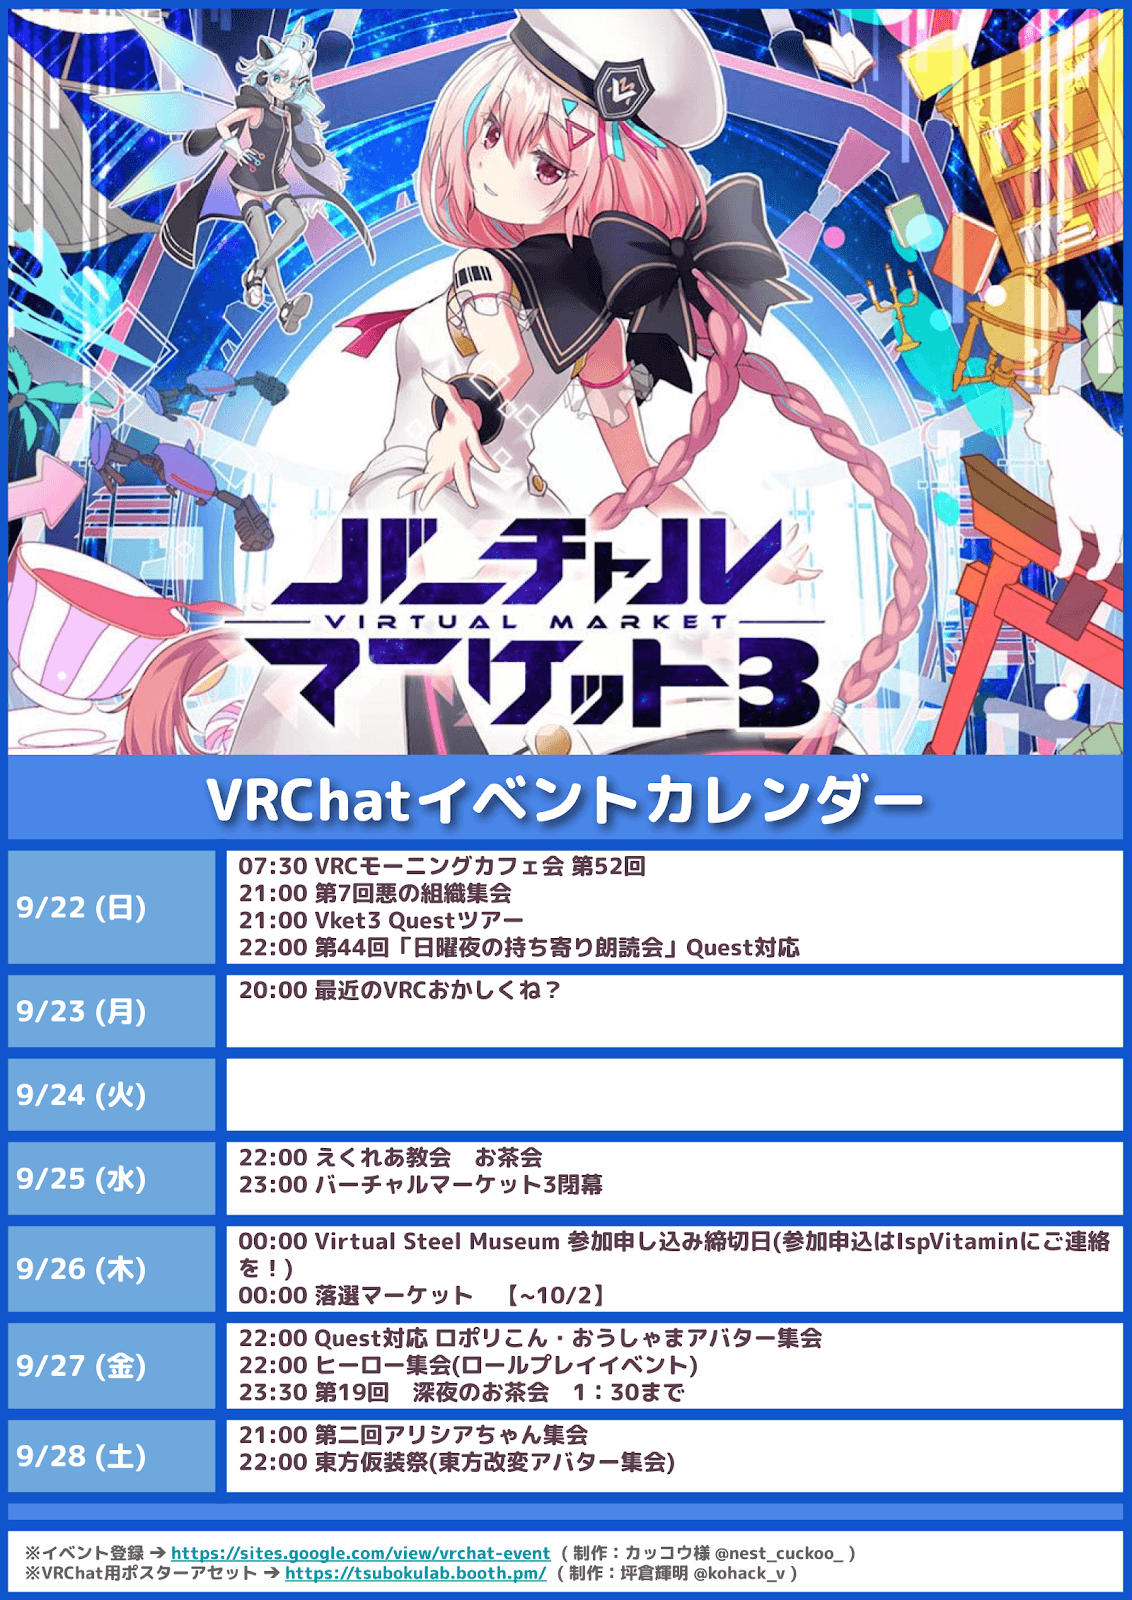 バーチャル
VIRTUAL MARKET
マーケット3
VRChatイベントカレンダー
9/22 (日)
07:30 VRCモーニングカフェ会 第52回
21:00 第7回悪の組織集会
21:00 Vket3 Questツアー
22:00 第44回「日曜夜の持ち寄り朗読会」Quest対応
9/23 (月)
20:00 最近のVRCおかしくね？
9/24 (火)
9/25 (水)
22:00 えくれあ教会　お茶会
23:00 バーチャルマーケット3閉幕
9/26 (木)
00:00 Virtual Steel Museum 参加申し込み締切日(参加申込はIspVitaminにご連絡
を！)
00:00 落選マーケット　【~10/2】
9/27 (金)
22:00 Quest対応 ロポリこん・おうしゃまアバター集会
22:00 ヒーロー集会(ロールプレイイベント)
23:30 第19回　深夜のお茶会　1：30まで
9/28 (土)
21:00 第二回アリシアちゃん集会
22:00 東方仮装祭(東方改変アバター集会)
※イベント登録 → https://sites.google.com/view/vrchat-event （制作：カッコウ様 @nest_cuckoo_ ）
※VRChat用ポスターアセット → https://tsubokulab.booth.pm/ （制作：坪倉輝明 @kohack_v ）